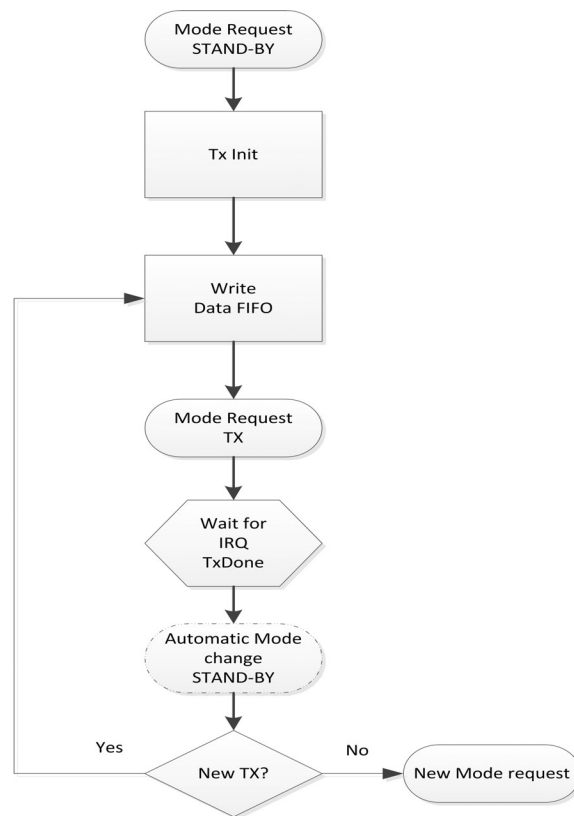 Mode Request
STAND-BY
Tx Init
Write
Data FIFO
Mode Request
TX
Wait for
IRQ
TxDone
Automatic Mode
change
STAND-BY
Yes
New TX?
No
New Mode request